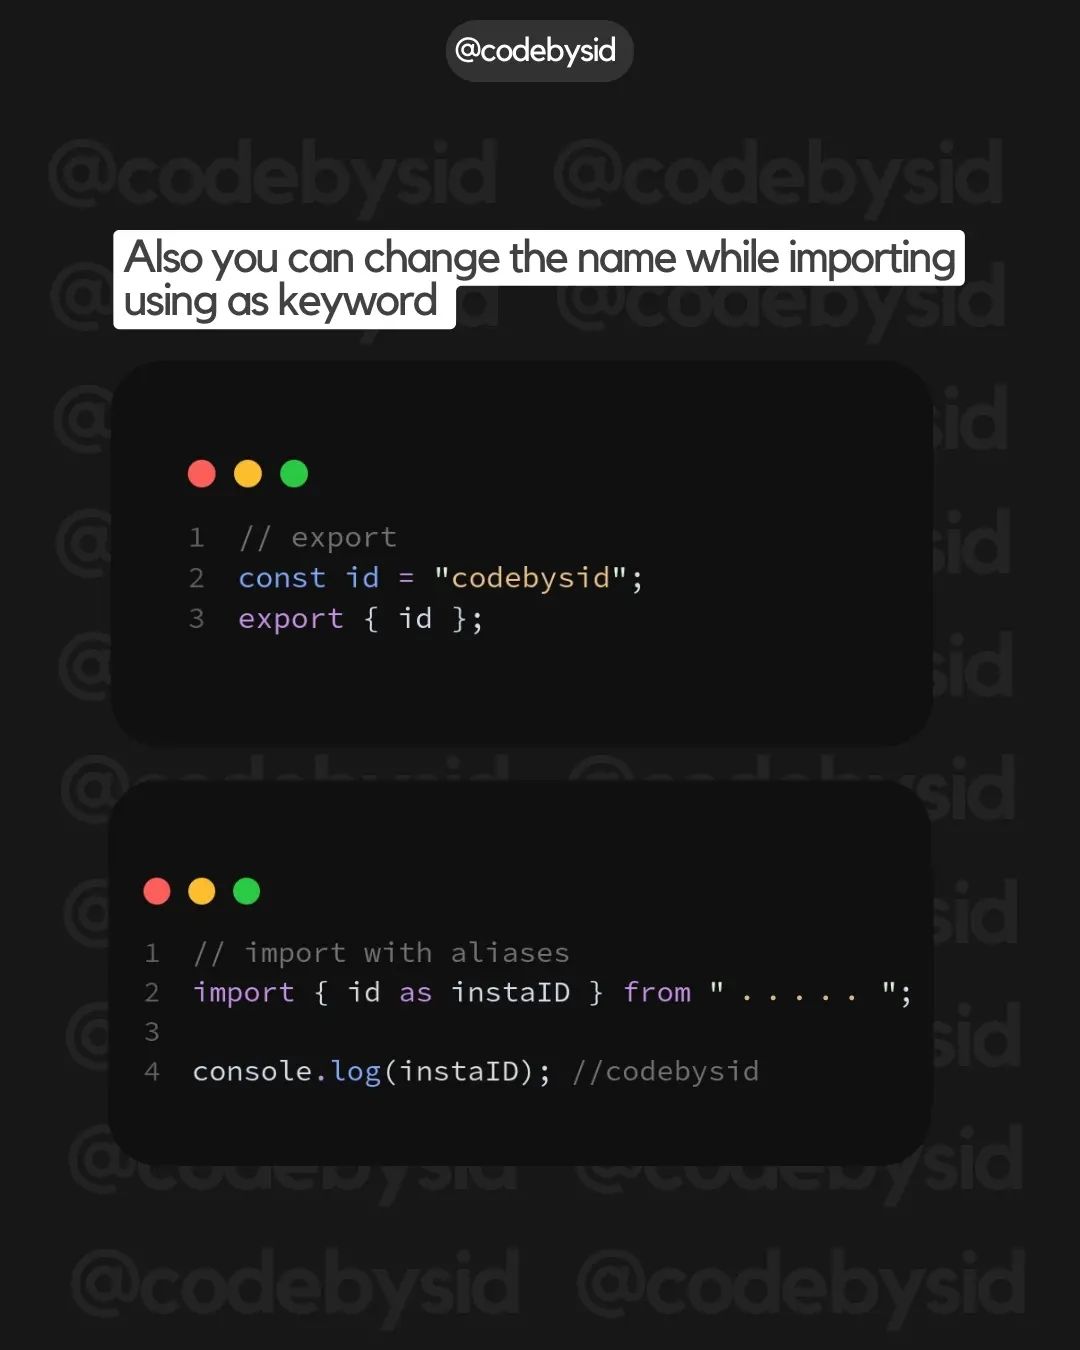 @codebysid
@codebysid @codebysid
Also you can change the name while importing
using as keyword
1 // export
2 const id = "codebysid";
3 export { id };
1 // import with aliases
2 import { id as instaID } from " . . . . . ";
3
4 console.log(instaID); //codebysid
@codebysid @codebysid
@codebysid @codebysid